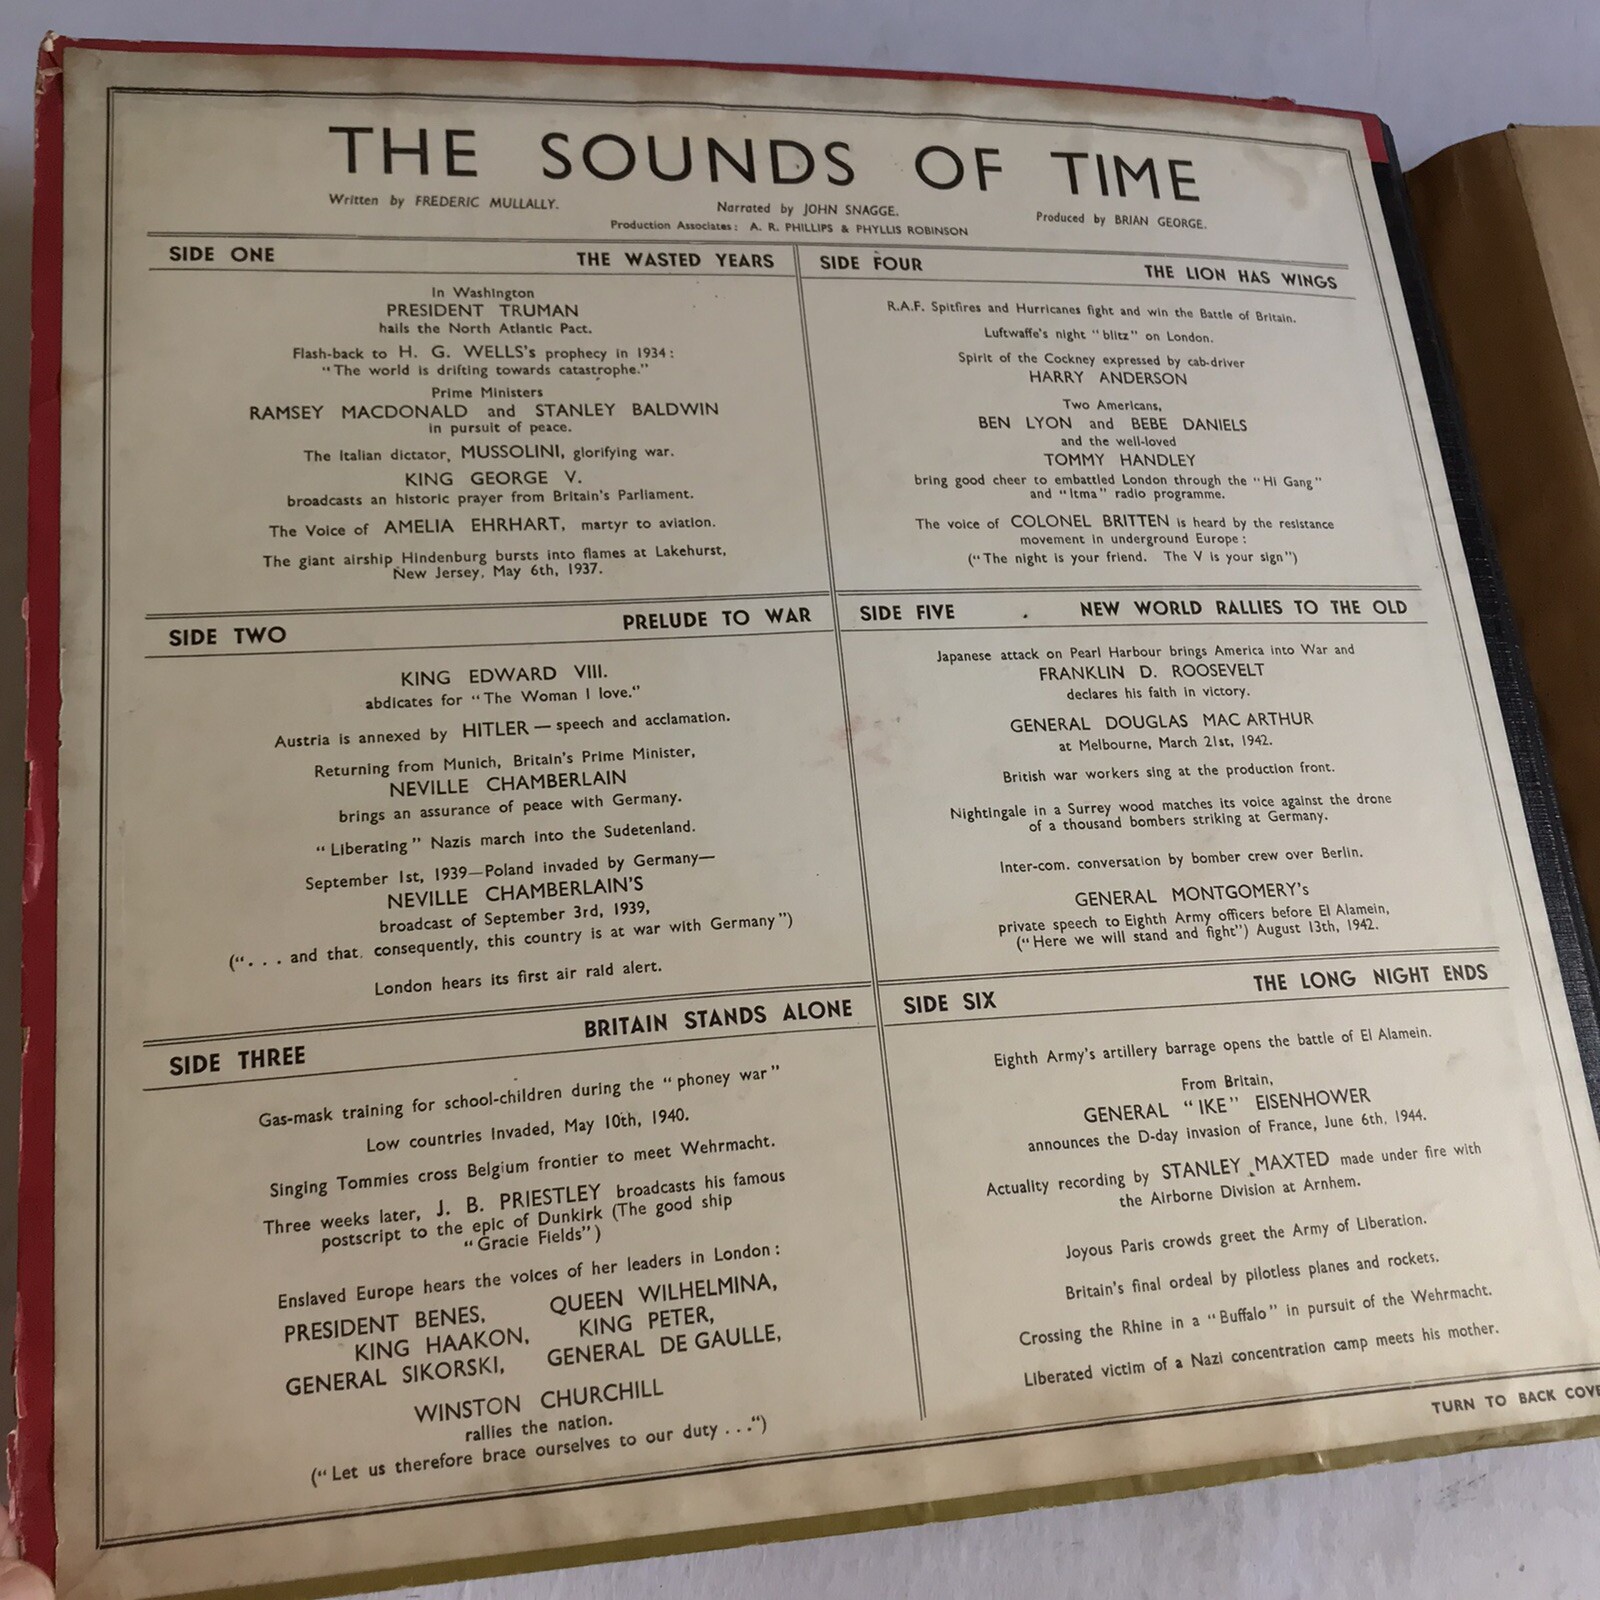 THE SOUNDS OF TIME
Written by FREDERIC MULLALLY.
Narrated by JOHN SNAGGE.
Produced by BRIAN GEORGE.
Production Associates: A. R. PHILLIPS & PHYLLIS ROBINSON
SIDE ONE THE WASTED YEARS
In Washington
PRESIDENT TRUMAN
hails the North Atlantic Pact.
Flash-back to H. G. WELLS's prophecy in 1934:
"The world is drifting towards catastrophe."
Prime Ministers
RAMSEY MACDONALD and STANLEY BALDWIN
in pursuit of peace.
The Italian dictator, MUSSOLINI, glorifying war.
KING GEORGE V.
broadcasts an historic prayer from Britain's Parliament.
The Voice of AMELIA EHRHART, martyr to aviation.
The giant airship Hindenburg bursts into flames at Lakehurst,
New Jersey, May 6th, 1937.
SIDE TWO PRELUDE TO WAR
KING EDWARD VIII.
abdicates for "The Woman I love."
Austria is annexed by HITLER — speech and acclamation.
Returning from Munich, Britain's Prime Minister,
NEVILLE CHAMBERLAIN
brings an assurance of peace with Germany.
"Liberating" Nazis march into the Sudetenland.
September 1st, 1939—Poland invaded by Germany—
NEVILLE CHAMBERLAIN'S
broadcast of September 3rd, 1939,
(". . . and that, consequently, this country is at war with Germany")
London hears its first air raid alert.
SIDE THREE BRITAIN STANDS ALONE
Gas-mask training for school-children during the "phoney war"
Low countries Invaded, May 10th, 1940.
Singing Tommies cross Belgium frontier to meet Wehrmacht.
Three weeks later, J. B. PRIESTLEY broadcasts his famous
postscript to the epic of Dunkirk (The good ship
"Gracie Fields")
Enslaved Europe hears the voices of her leaders in London:
PRESIDENT BENES, QUEEN WILHELMINA,
KING HAAKON, KING PETER,
GENERAL SIKORSKI, GENERAL DE GAULLE,
WINSTON CHURCHILL
rallies the nation.
("Let us therefore brace ourselves to our duty . . .")
SIDE FOUR THE LION HAS WINGS
R.A.F. Spitfires and Hurricanes fight and win the Battle of Britain.
Luftwaffe's night "blitz" on London.
Spirit of the Cockney expressed by cab-driver
HARRY ANDERSON
Two Americans,
BEN LYON and BEBE DANIELS
and the well-loved
TOMMY HANDLEY
bring good cheer to embattled London through the "Hi Gang"
and "Itma" radio programme.
The voice of COLONEL BRITTEN is heard by the resistance
movement in underground Europe:
("The night is your friend. The V is your sign")
SIDE FIVE NEW WORLD RALLIES TO THE OLD
Japanese attack on Pearl Harbour brings America into War and
FRANKLIN D. ROOSEVELT
declares his faith in victory.
GENERAL DOUGLAS MAC ARTHUR
at Melbourne, March 21st, 1942.
British war workers sing at the production front.
Nightingale in a Surrey wood matches its voice against the drone
of a thousand bombers striking at Germany.
Inter-com. conversation by bomber crew over Berlin.
GENERAL MONTGOMERY's
private speech to Eighth Army officers before El Alamein,
("Here we will stand and fight") August 13th, 1942.
SIDE SIX THE LONG NIGHT ENDS
Eighth Army's artillery barrage opens the battle of El Alamein.
From Britain,
GENERAL "IKE" EISENHOWER
announces the D-day invasion of France, June 6th, 1944.
Actuality recording by STANLEY MAXTED made under fire with
the Airborne Division at Arnhem.
Joyous Paris crowds greet the Army of Liberation.
Britain's final ordeal by pilotless planes and rockets.
Crossing the Rhine in a "Buffalo" in pursuit of the Wehrmacht.
Liberated victim of a Nazi concentration camp meets his mother.
TURN TO BACK COVE